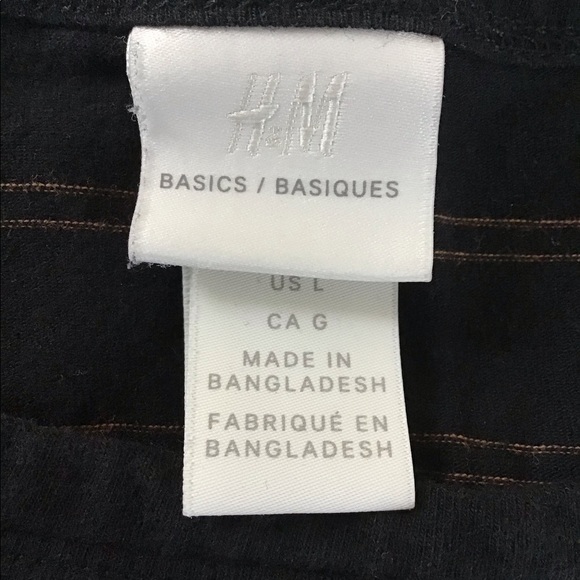 H&M
BASICS / BASIQUES
US L
CA G
MADE IN
BANGLADESH
FABRIQUÉ EN
BANGLADESH